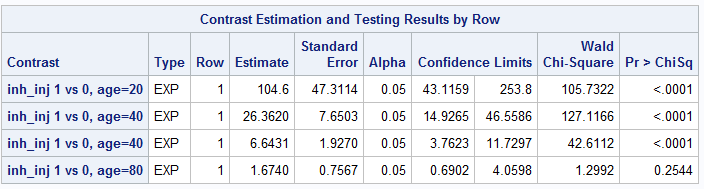 Contrast Estimation and Testing Results by Row
Contrast Type Row Estimate Standard Error Alpha Confidence Limits Wald Chi-Square Pr > ChiSq
inh_inj 1 vs 0, age=20 EXP 1 104.6 47.3114 0.05 43.1159 253.8 105.7322 <.0001
inh_inj 1 vs 0, age=40 EXP 1 26.3620 7.6503 0.05 14.9265 46.5586 127.1166 <.0001
inh_inj 1 vs 0, age=40 EXP 1 6.6431 1.9270 0.05 3.7623 11.7297 42.6112 <.0001
inh_inj 1 vs 0, age=80 EXP 1 1.6740 0.7567 0.05 0.6902 4.0598 1.2992 0.2544